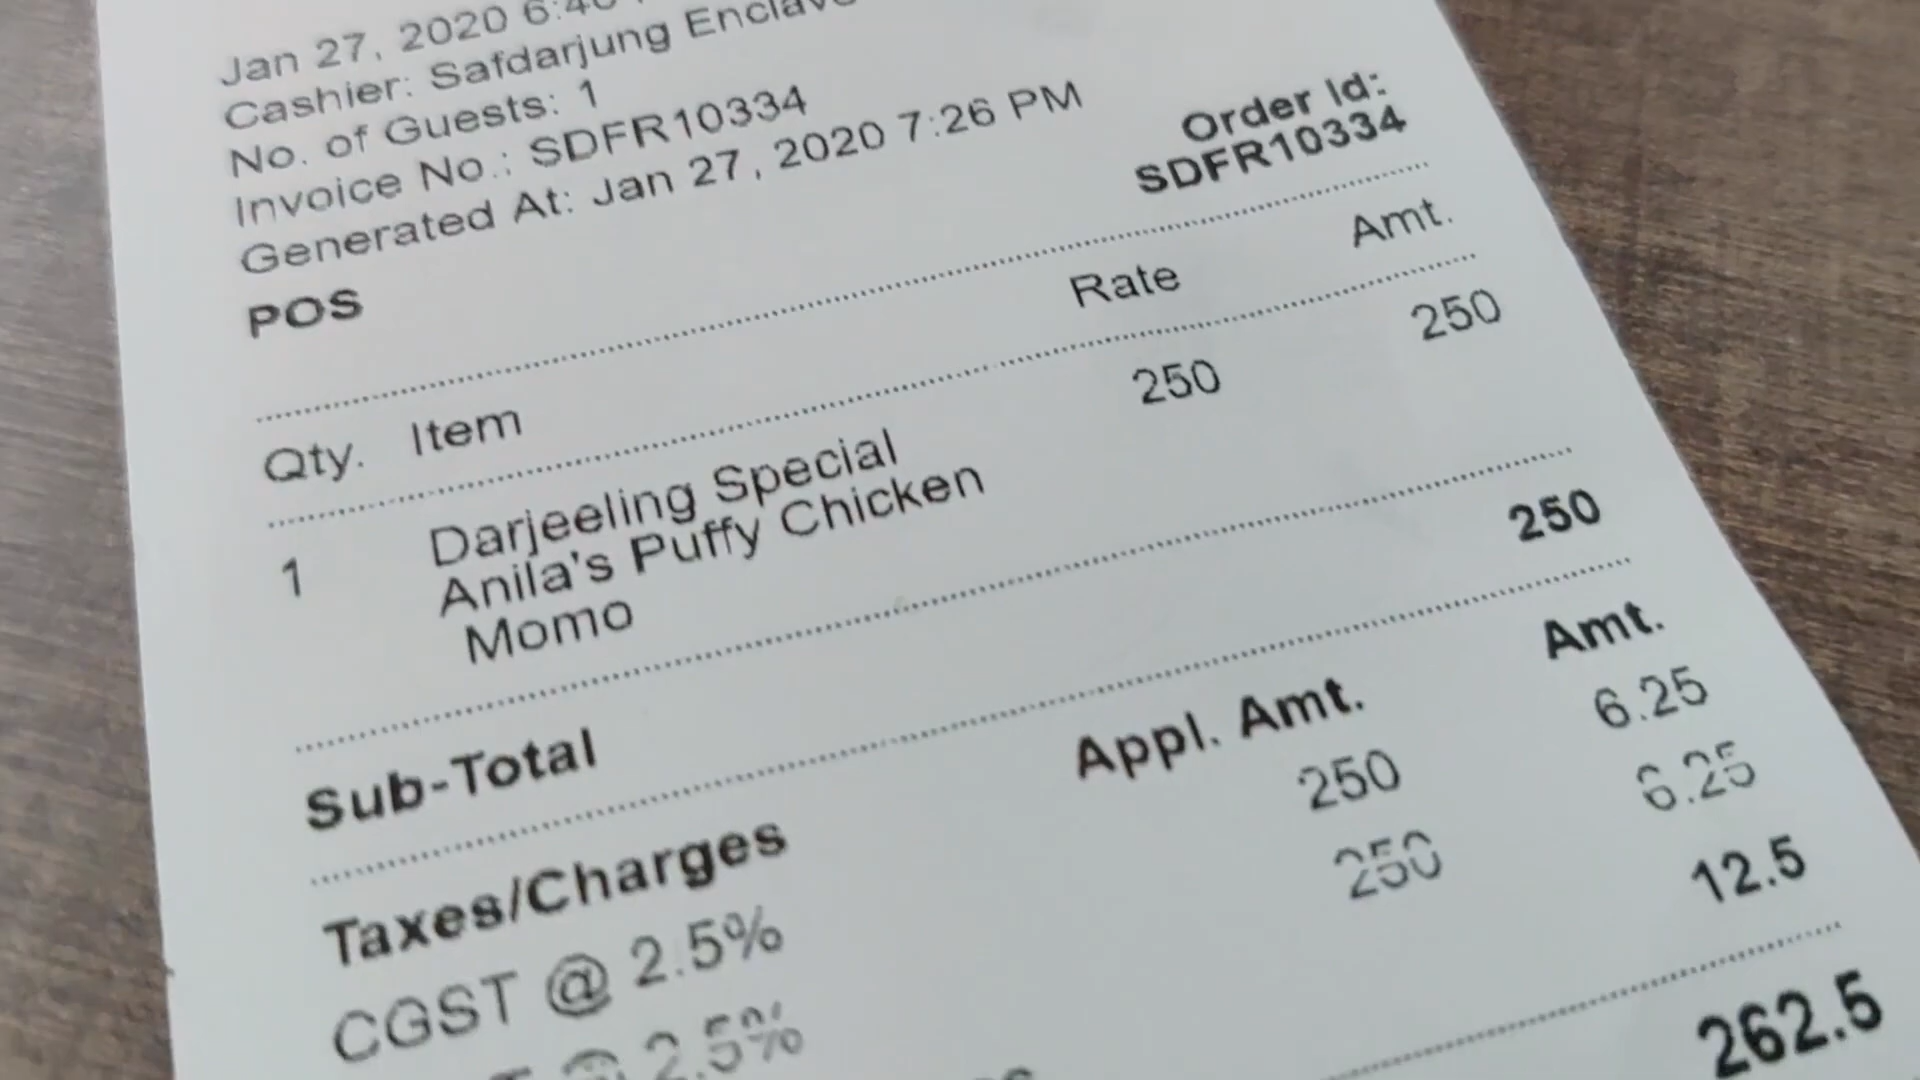 Jan 27, 2020
Cashier: Safdarjung Enclave
No. of Guests: 1
Invoice No.: SDFR10334
Generated At: Jan 27, 2020 7:26 PM
Order Id:
SDFR10334
POS
Qty. Item Rate Amt.
1 Darjeeling Special 250 250
Anila's Puffy Chicken
Momo
Sub-Total 250
Taxes/Charges Appl. Amt. Amt.
CGST @ 2.5% 250 6.25
@ 2.5% 250 6.25
12.5
262.5